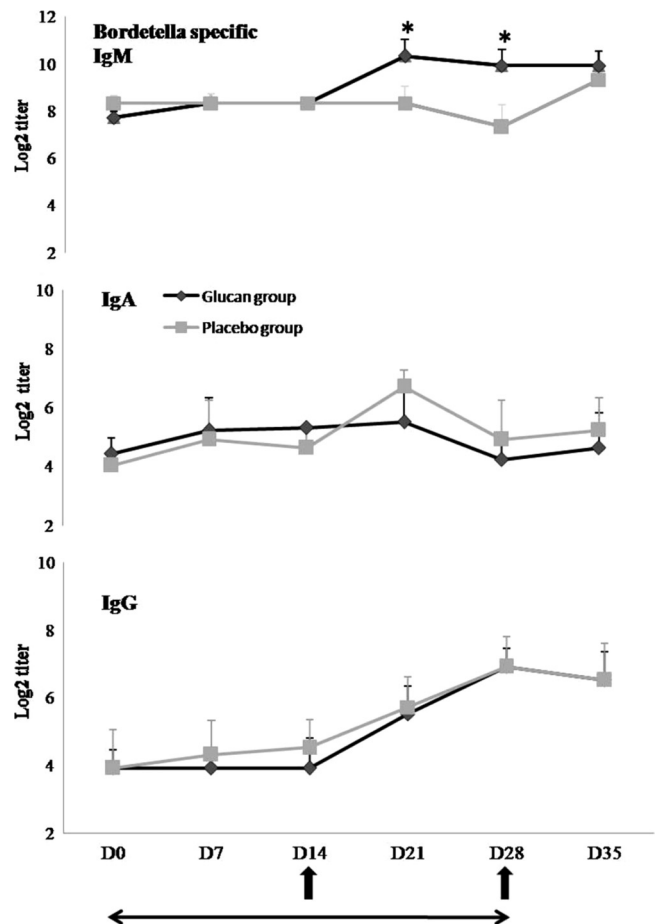 12
Bordetella specific
IgM
*
*
10
8
6
4
2
Log2 titer
10
IgA
Glucan group
Placebo group
8
6
4
2
Log2 titer
10
IgG
8
6
4
2
Log2 titer
D0 D7 D14 D21 D28 D35